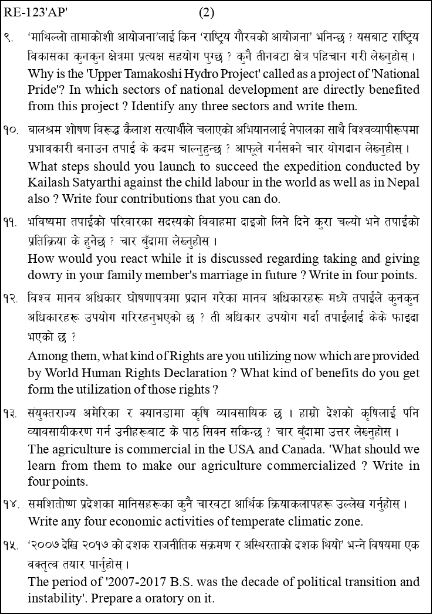 RE-123'AP' (2)
९. 'माथिल्लो तामाकोशी आयोजना'लाई किन 'राष्ट्रिय गौरवको आयोजना' भनिन्छ ? यसबाट राष्ट्रिय
विकासका कुनकुन क्षेत्रमा प्रत्यक्ष सहयोग पुग्छ ? कुनै तीनवटा क्षेत्र पहिचान गरी लेख्नुहोस् ।
Why is the 'Upper Tamakoshi Hydro Project' called as a project of 'National
Pride'? In which sectors of national development are directly benefited
from this project ? Identify any three sectors and write them.
१०. बालश्रम शोषण विरूद्ध कैलाश सत्यार्थीले चलाएको अभियानलाई नेपालका साथै विश्वव्यापीरूपमा
प्रभावकारी बनाउन तपाई के कदम चाल्नुहुन्छ ? आफूले गर्नसक्ने चार योगदान लेख्नुहोस् ।
What steps should you launch to succeed the expedition conducted by
Kailash Satyarthi against the child labour in the world as well as in Nepal
also ? Write four contributions that you can do.
११. भविष्यमा तपाईको परिवारका सदस्यको विवाहमा दाइजो लिने दिने कुरा चल्यो भने तपाईको
प्रतिक्रिया के हुनेछ ? चार बुँदामा लेख्नुहोस् ।
How would you react while it is discussed regarding taking and giving
dowry in your family member's marriage in future ? Write in four points.
१२. विश्व मानव अधिकार घोषणापत्रमा प्रदान गरेका मानव अधिकारहरू मध्ये तपाईले कुनकुन
अधिकारहरू उपयोग गरिरहनुभएको छ ? ती अधिकार उपयोग गर्दा तपाईलाई केके फाइदा
भएको छ ?
Among them, what kind of Rights are you utilizing now which are provided
by World Human Rights Declaration ? What kind of benefits do you get
form the utilization of those rights ?
१३. संयुक्तराज्य अमेरिका र क्यानडामा कृषि व्यावसायिक छ । हाम्रो देशको कृषिलाई पनि
व्यावसायीकरण गर्न उनीहरूबाट के पाठ सिक्न सकिन्छ ? चार बुँदामा उत्तर लेख्नुहोस् ।
The agriculture is commercial in the USA and Canada. 'What should we
learn from them to make our agriculture commercialized ? Write in
four points.
१४. समशितोष्ण प्रदेशका मानिसहरूका कुनै चारवटा आर्थिक क्रियाकलापहरू उल्लेख गर्नुहोस् ।
Write any four economic activities of temperate climatic zone.
१५. '२००७ देखि २०१७ को दशक राजनीतिक सक्रमण र अस्थिरताको दशक थियो' भन्ने विषयमा एक
वक्तृत्व तयार पार्नुहोस् ।
The period of '2007-2017 B.S. was the decade of political transition and
instability'. Prepare a oratory on it.